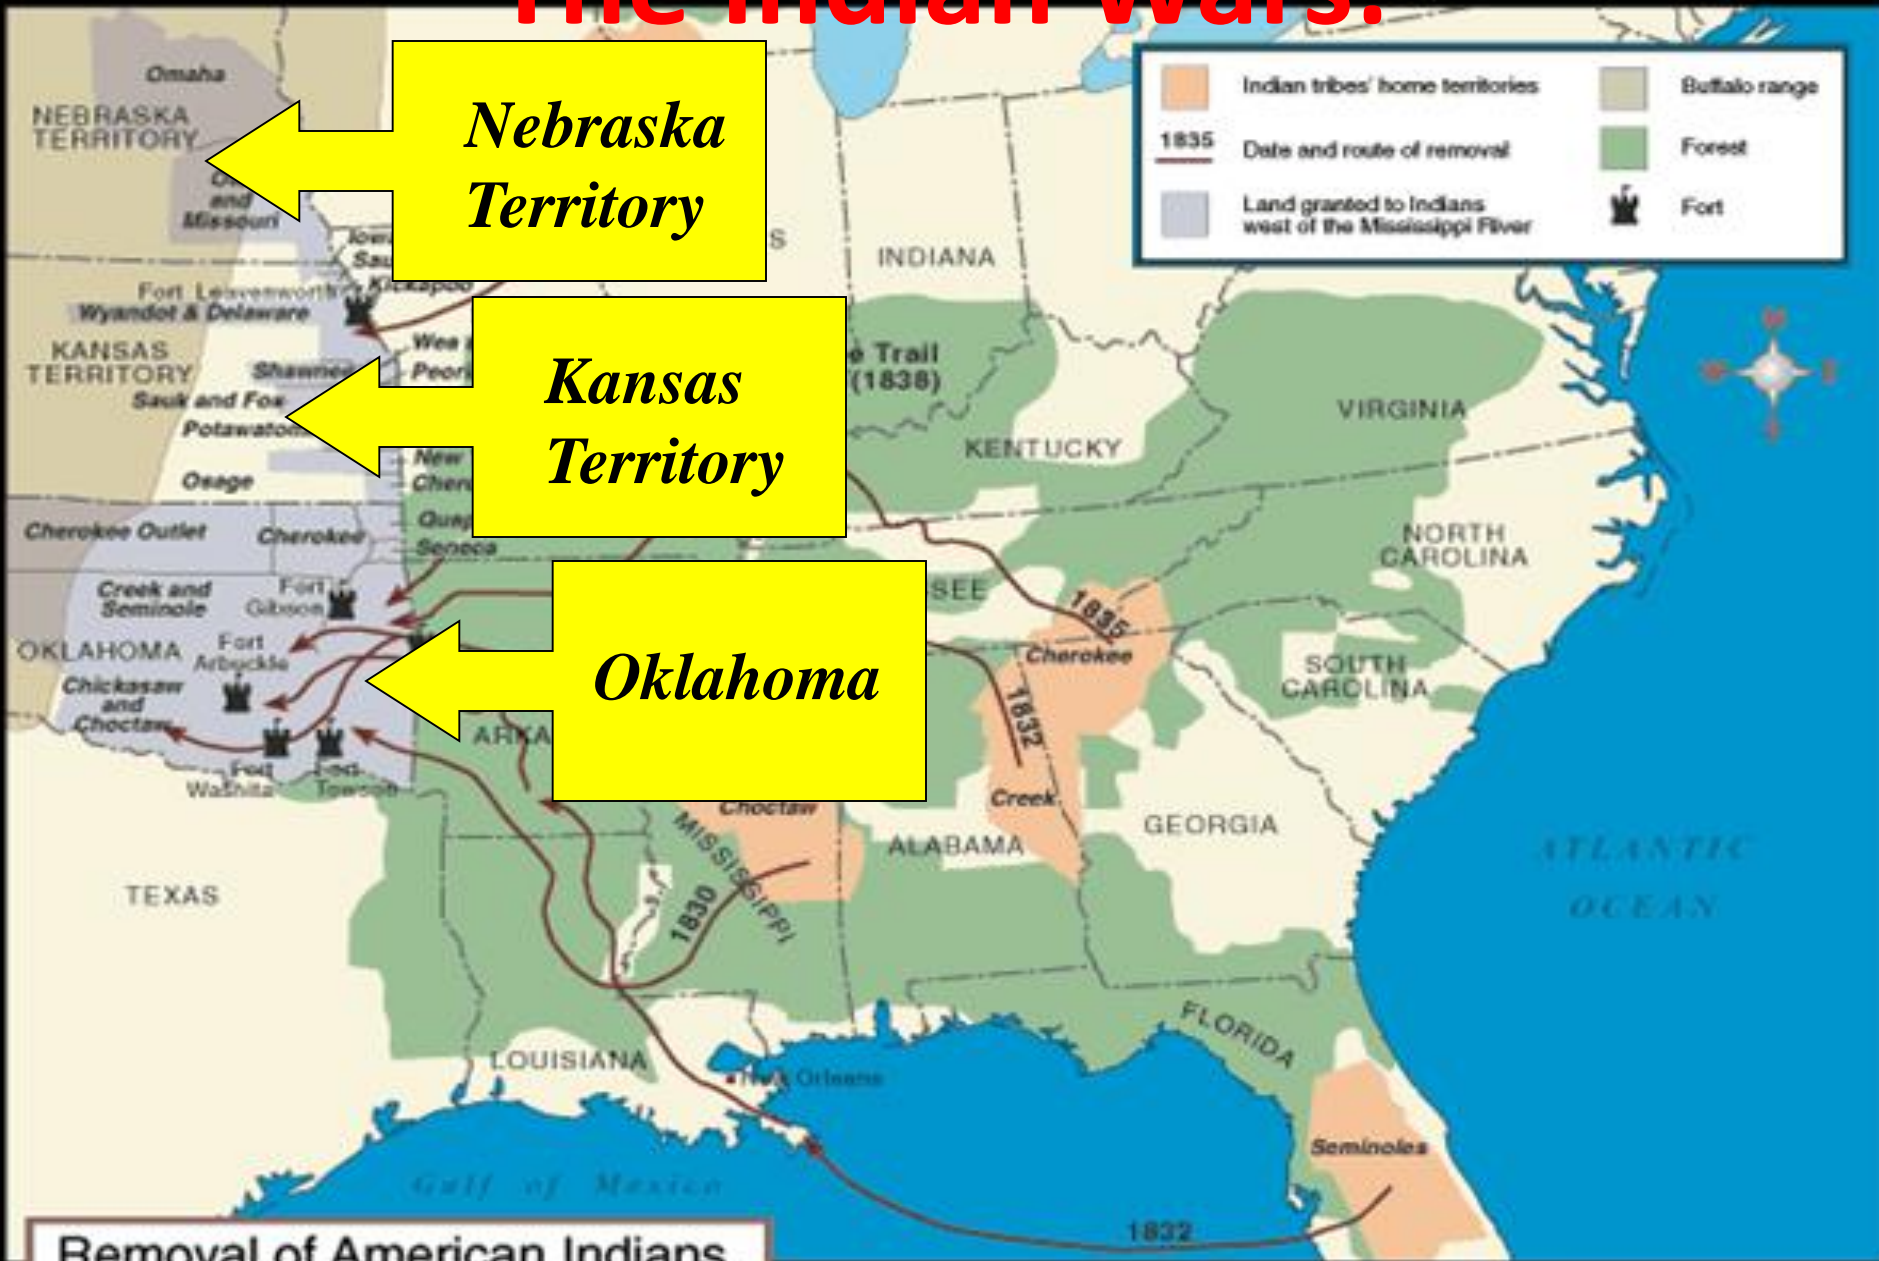 The Indian Wars.
Omaha
NEBRASKA
TERRITORY
and
Missouri
Nebraska
Territory
Indian tribes' home territories
1835
Date and route of removal
Land granted to Indians
west of the Mississippi River
Buffalo range
Forest
Fort
INDIANA
Kickapoo
Fort Leavenworth
Wyandot & Delaware
KANSAS
TERRITORY
Shawnee
Sauk and Fox
Osage
Wea
New
Kansas
Territory
Trail
(1838)
KENTUCKY
VIRGINIA
N
W
E
S
Cherokee Outlet
Cherokee
Seneca
NORTH
CAROLINA
Creek and
Seminole
Fort
Gibson
OKLAHOMA
Fort
Arbuckle
Chickasaw
and
Choctaw
Fort
Washita
Fort
Towson
Oklahoma
1835
Cherokee
1832
Creek
SOUTH
CAROLINA
Choctaw
MISSISSIPPI
1830
ALABAMA
GEORGIA
TEXAS
ATLANTIC
OCEAN
FLORIDA
LOUISIANA
New Orleans
Gulf of Mexico
Seminoles
1832
Removal of American Indians,